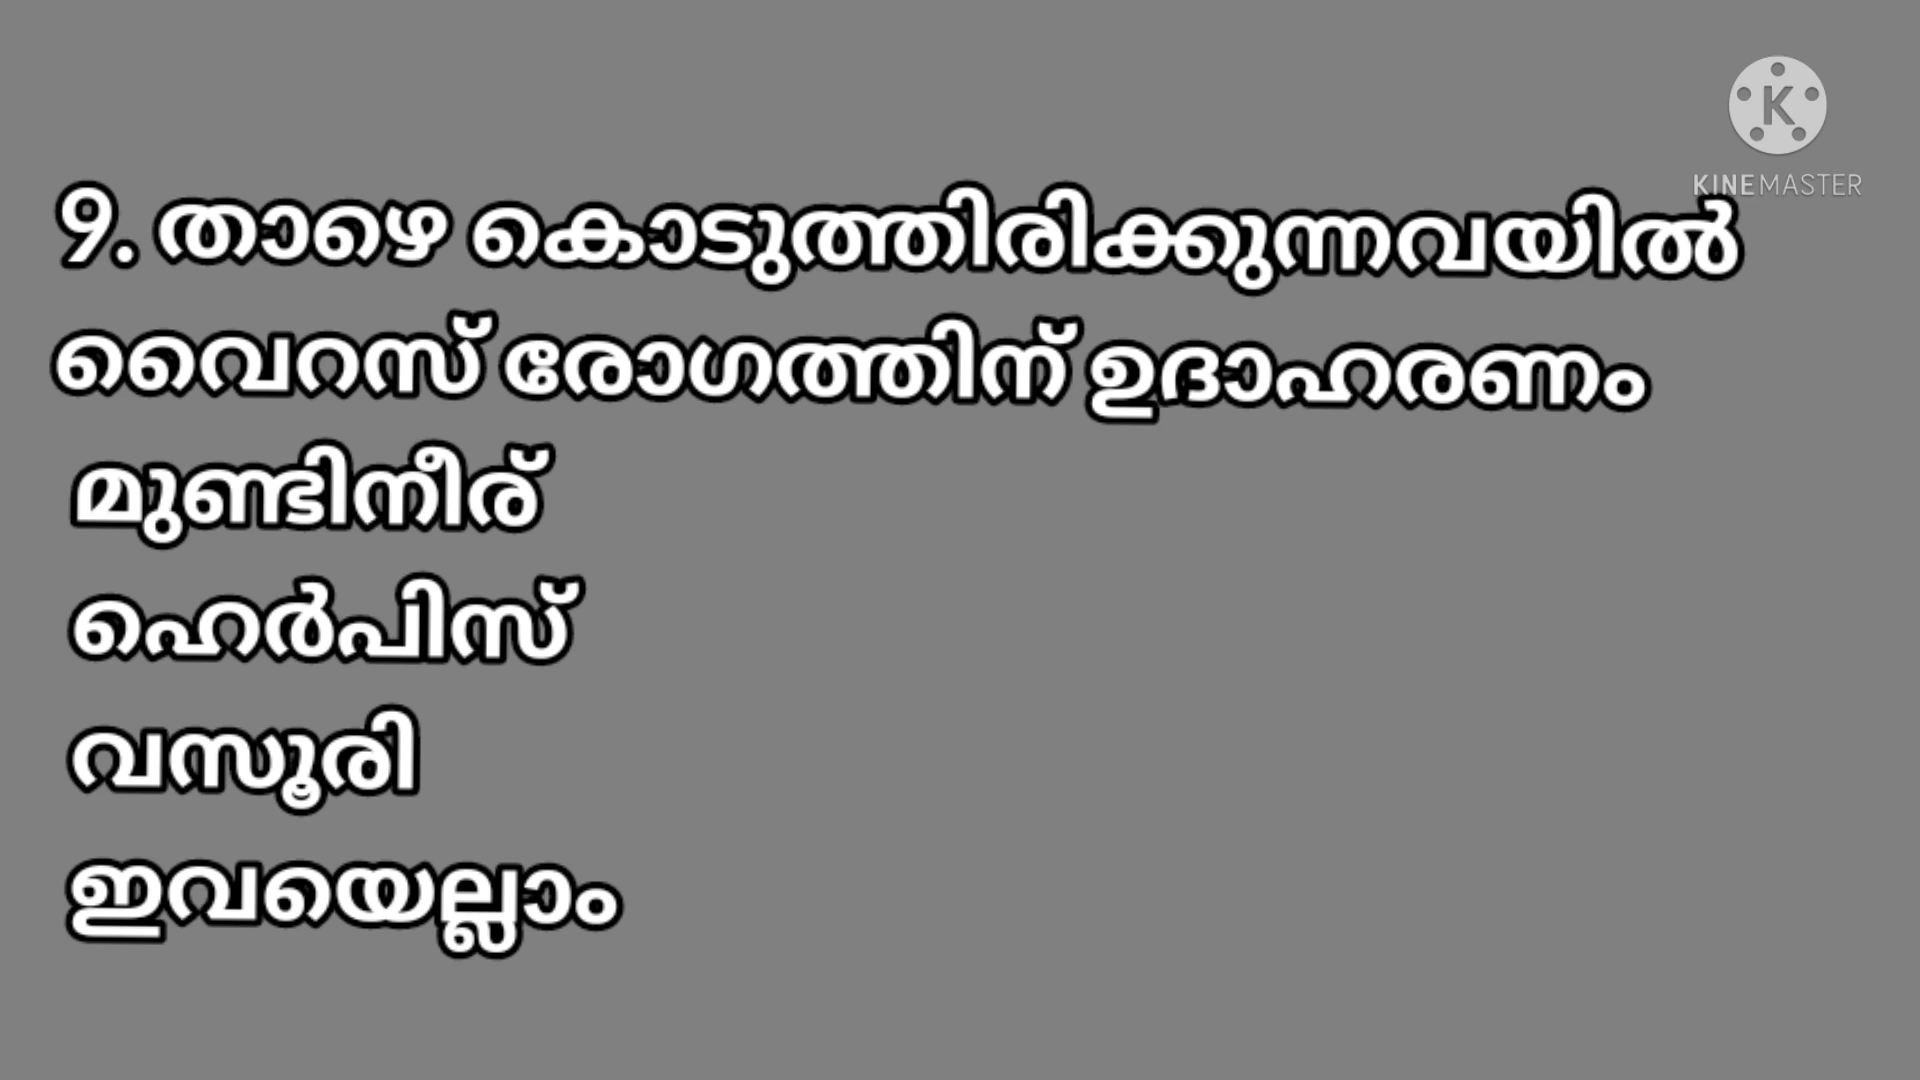 K
KINEMASTER
9. താഴെ കൊടുത്തിരിക്കുന്നവയിൽ
വൈറസ് രോഗത്തിന് ഉദാഹരണം
മുണ്ടിനീര്
ഹെർപിസ്
വസൂരി
ഇവയെല്ലാം